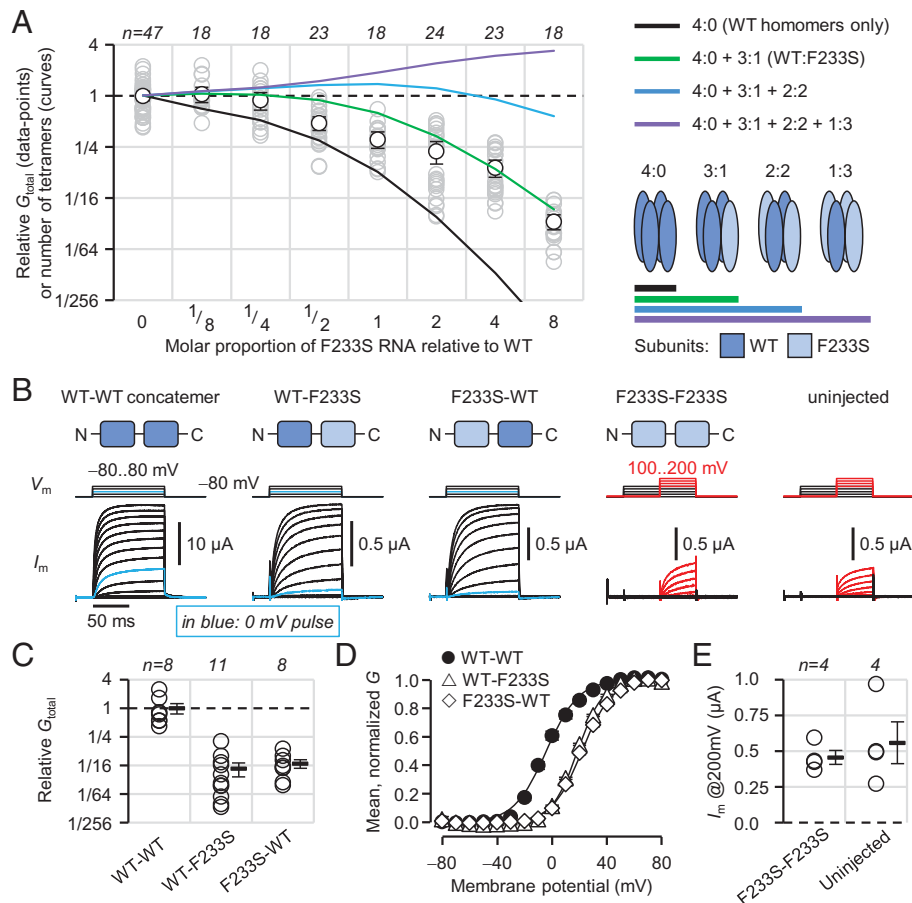 A
n=47 18 18 23 18 24 23 18
Relative Gtotal (data-points)
or number of tetramers (curves)
4
1
1/4
1/16
1/64
1/256
0 1/8 1/4 1/2 1 2 4 8
Molar proportion of F233S RNA relative to WT
4:0 (WT homomers only)
4:0 + 3:1 (WT:F233S)
4:0 + 3:1 + 2:2
4:0 + 3:1 + 2:2 + 1:3
4:0 3:1 2:2 1:3
Subunits: WT F233S
B
WT-WT concatemer WT-F233S F233S-WT F233S-F233S uninjected
N C N C N C N C
−80..80 mV −80 mV 100..200 mV
Vm
Im
10 µA 0.5 µA 0.5 µA 0.5 µA 0.5 µA
50 ms
in blue: 0 mV pulse
C
n=8 11 8
Relative Gtotal
4
1
1/4
1/16
1/64
1/256
WT-WT WT-F233S F233S-WT
D
WT-WT
WT-F233S
F233S-WT
Mean, normalized G
1.0
0.8
0.6
0.4
0.2
0.0
−80 −40 0 40 80
Membrane potential (mV)
E
n=4 4
Im @200mV (µA)
1.0
0.75
0.5
0.25
0.0
F233S-F233S Uninjected